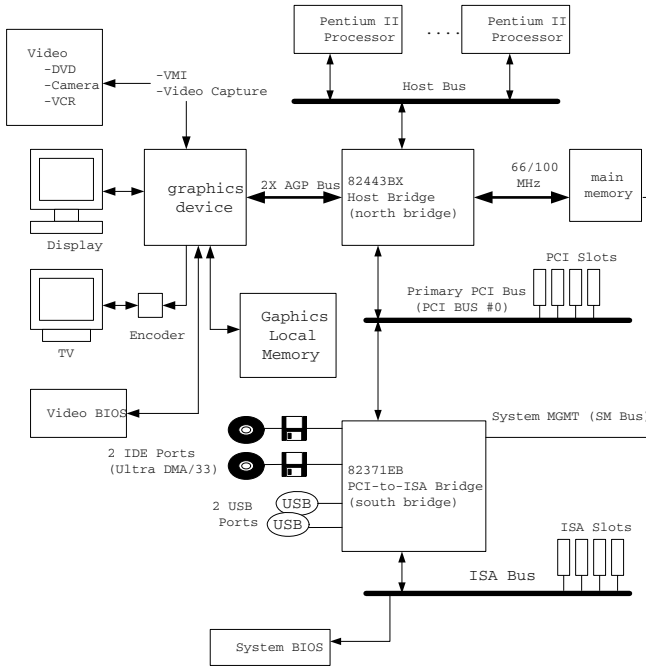 Pentium II
Processor
....
Pentium II
Processor
Video
-DVD
-Camera
-VCR
-VMI
-Video Capture
Host Bus
graphics
device
2X AGP Bus
82443BX
Host Bridge
(north bridge)
66/100
MHz
main
memory
Display
PCI Slots
Primary PCI Bus
(PCI BUS #0)
TV
Encoder
Gaphics
Local
Memory
Video BIOS
System MGMT (SM Bus)
2 IDE Ports
(Ultra DMA/33)
82371EB
PCI-to-ISA Bridge
(south bridge)
2 USB
Ports
USB
USB
ISA Slots
ISA Bus
System BIOS